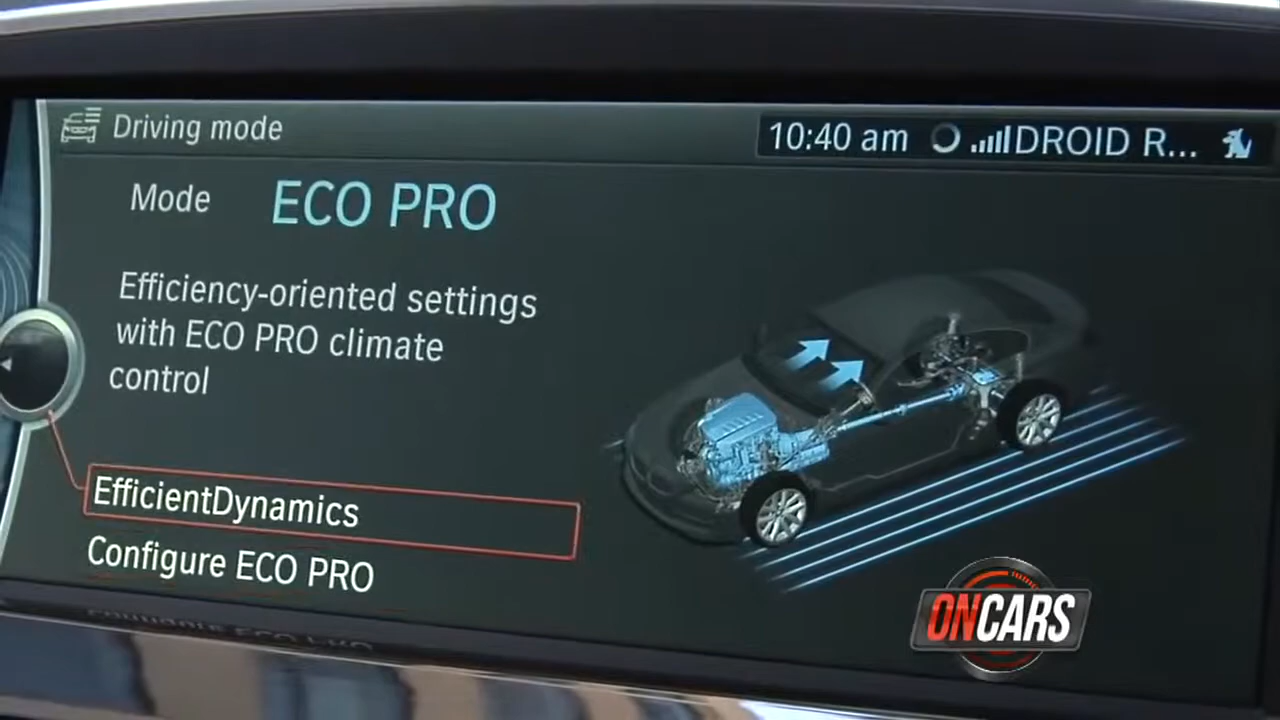 Driving mode
10:40 am DROID R...
Mode ECO PRO
Efficiency-oriented settings
with ECO PRO climate
control
EfficientDynamics
Configure ECO PRO
ONCARS